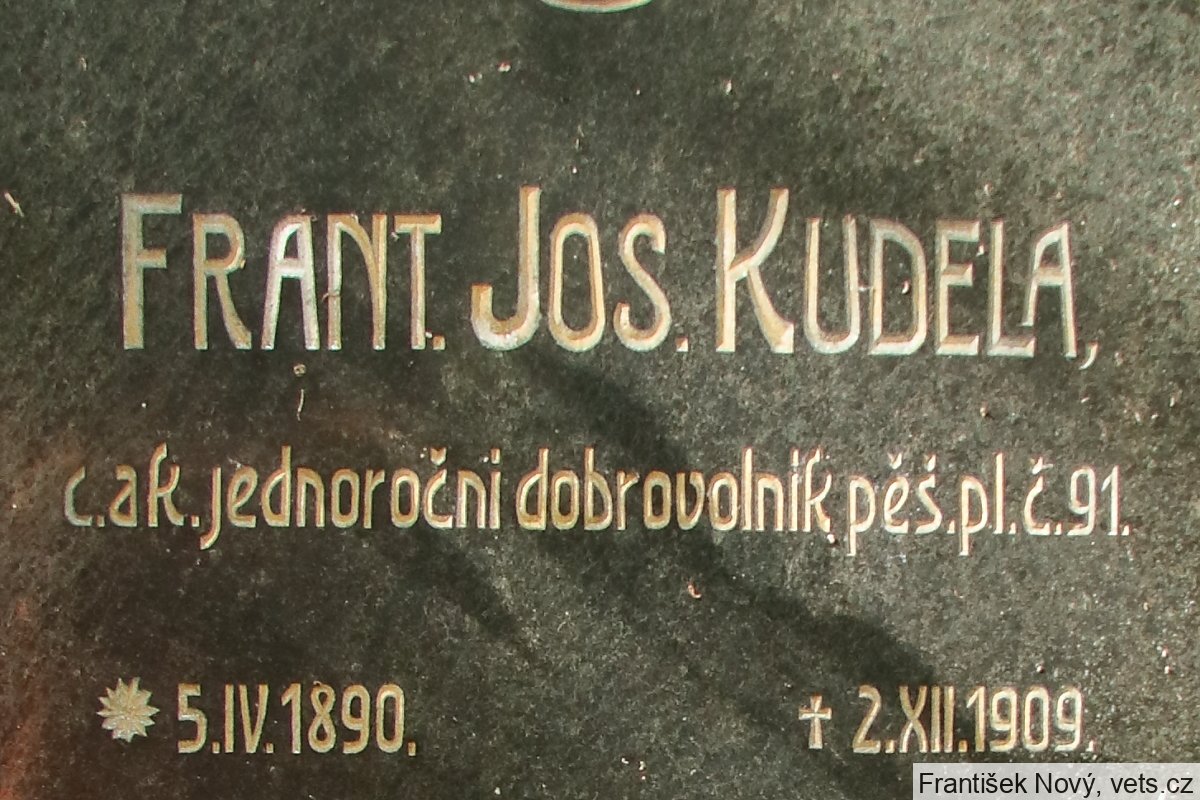 FRANT. JOS. KUDELA,
c. a k. jednoroční dobrovolník pěš. pl. č. 91.
5. IV. 1890. † 2. XII. 1909.
František Nový, vets.cz